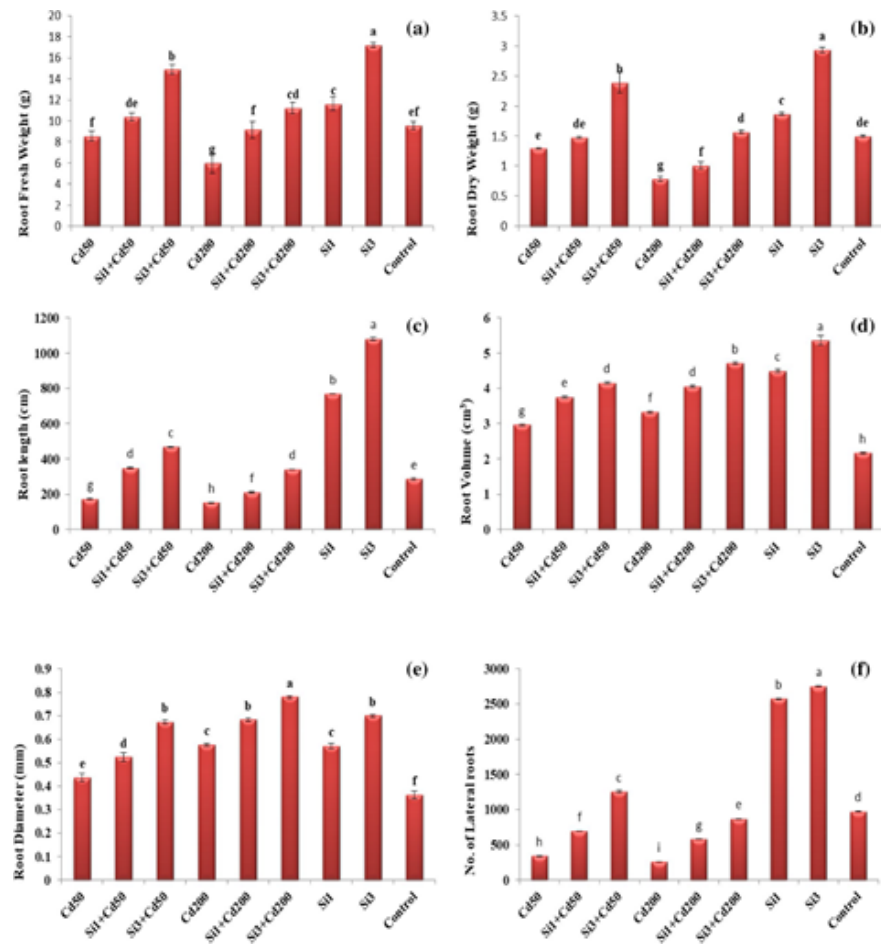 (a)
Root Fresh Weight (g)
20
18
16
14
12
10
8
6
4
2
0
f de b g f cd c a ef
Cd50 Si1+Cd50 Si3+Cd50 Cd200 Si1+Cd200 Si3+Cd200 Si1 Si3 Control
(b)
Root Dry Weight (g)
3.5
3
2.5
2
1.5
1
0.5
0
e de b g f d c a de
Cd50 Si1+Cd50 Si3+Cd50 Cd200 Si1+Cd200 Si3+Cd200 Si1 Si3 Control
(c)
Root length (cm)
1200
1000
800
600
400
200
0
g d c h f d b a e
Cd50 Si1+Cd50 Si3+Cd50 Cd200 Si1+Cd200 Si3+Cd200 Si1 Si3 Control
(d)
Root Volume (cm³)
6
5
4
3
2
1
0
g e d f d b c a h
Cd50 Si1+Cd50 Si3+Cd50 Cd200 Si1+Cd200 Si3+Cd200 Si1 Si3 Control
(e)
Root Diameter (mm)
0.9
0.8
0.7
0.6
0.5
0.4
0.3
0.2
0.1
0
e d b c b a c b f
Cd50 Si1+Cd50 Si3+Cd50 Cd200 Si1+Cd200 Si3+Cd200 Si1 Si3 Control
(f)
No. of Lateral roots
3000
2500
2000
1500
1000
500
0
h f c i g e b a d
Cd50 Si1+Cd50 Si3+Cd50 Cd200 Si1+Cd200 Si3+Cd200 Si1 Si3 Control